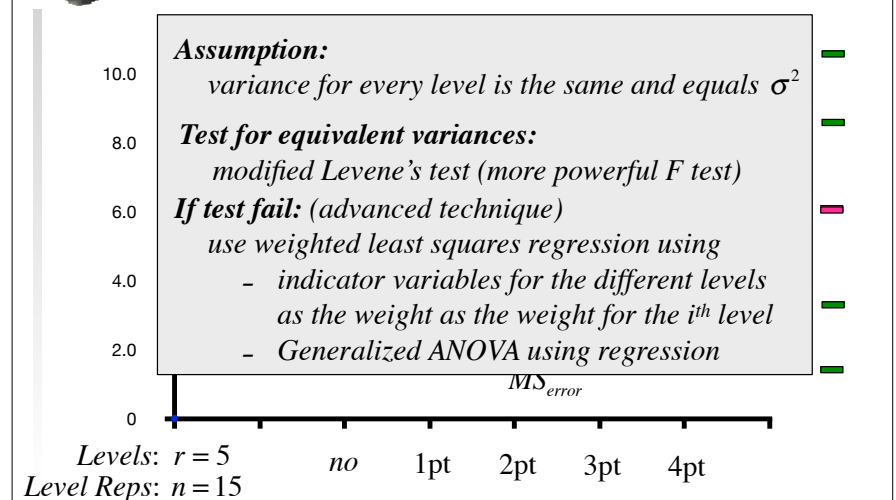 Assumption:
variance for every level is the same and equals σ²
Test for equivalent variances:
modified Levene's test (more powerful F test)
If test fail: (advanced technique)
use weighted least squares regression using
- indicator variables for the different levels
as the weight as the weight for the iᵗʰ level
- Generalized ANOVA using regression
10.0
8.0
6.0
4.0
2.0
0
MS_error
no 1pt 2pt 3pt 4pt
Levels: r = 5
Level Reps: n = 15